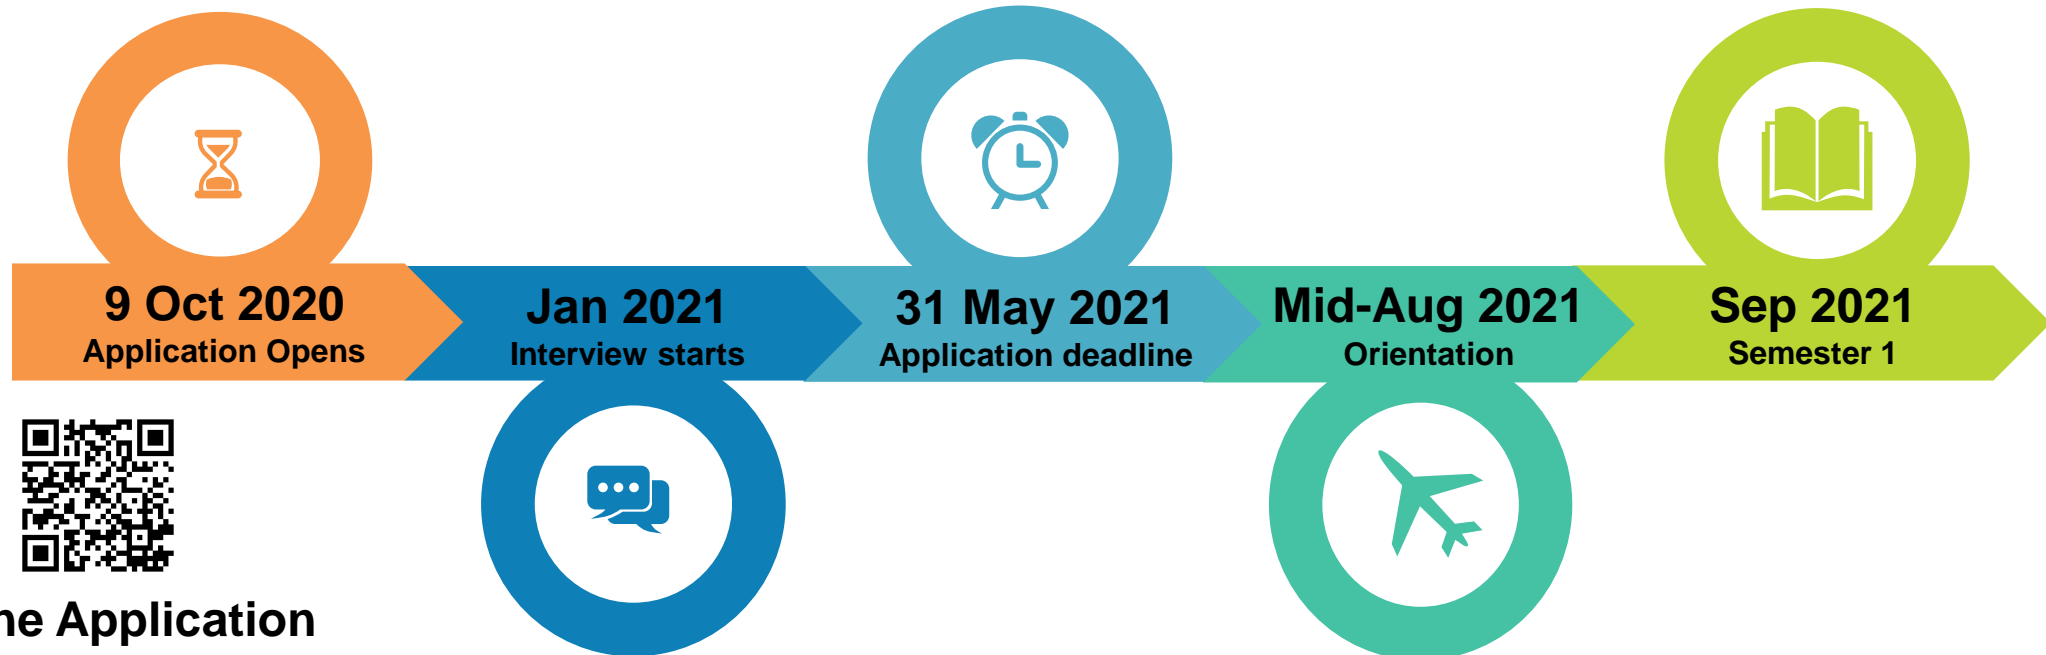 9 Oct 2020
Application Opens
Jan 2021
Interview starts
31 May 2021
Application deadline
Mid-Aug 2021
Orientation
Sep 2021
Semester 1
Application